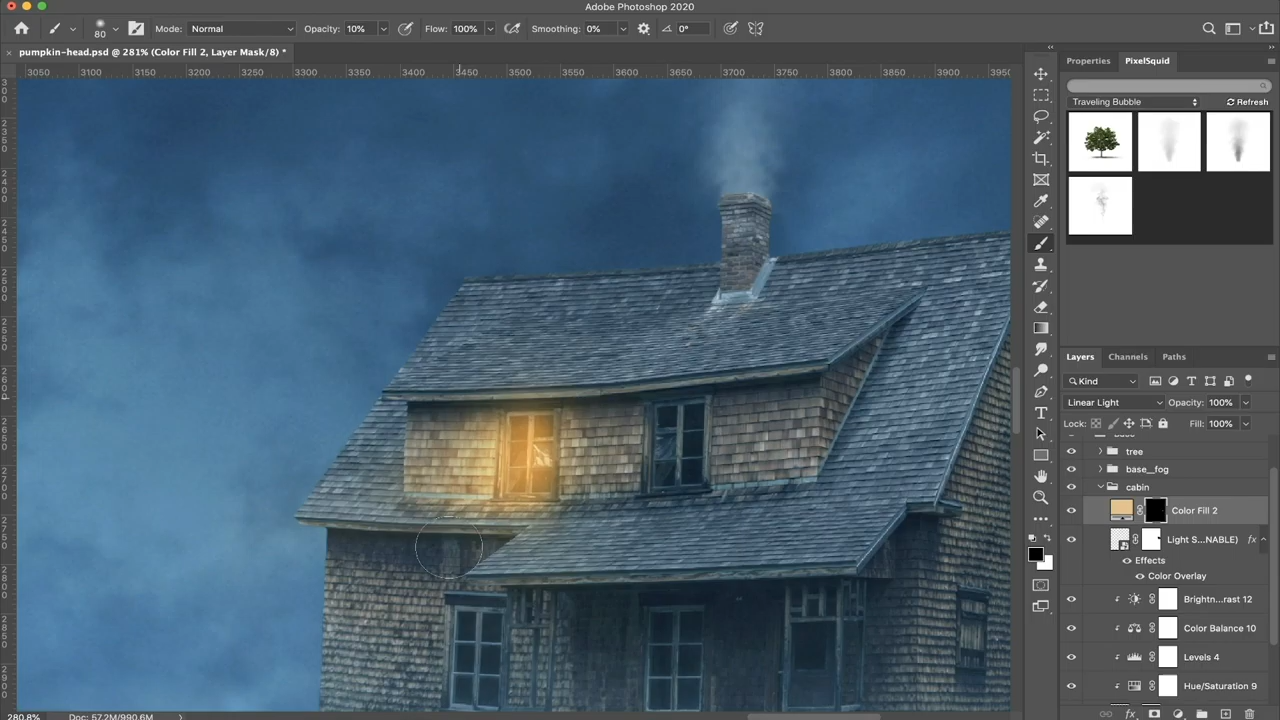 Adobe Photoshop 2020
80
Mode: Normal
Opacity: 10%
Flow: 100%
Smoothing: 0%
0°
pumpkin-head.psd @ 281% (Color Fill 2, Layer Mask/8) *
3050 3100 3150 3200 3250 3300 3350 3400 3450 3500 3550 3600 3650 3700 3750 3800 3850 3900 3950
Properties PixelSquid
Traveling Bubble Refresh
Layers Channels Paths
Kind
Linear Light Opacity: 100%
Lock: Fill: 100%
tree
base__fog
cabin
Color Fill 2
Light S...NABLE) fx
Effects
Color Overlay
Brightn...rast 12
Color Balance 10
Levels 4
Hue/Saturation 9
280.8% Doc: 57.2M/990.6M
fx